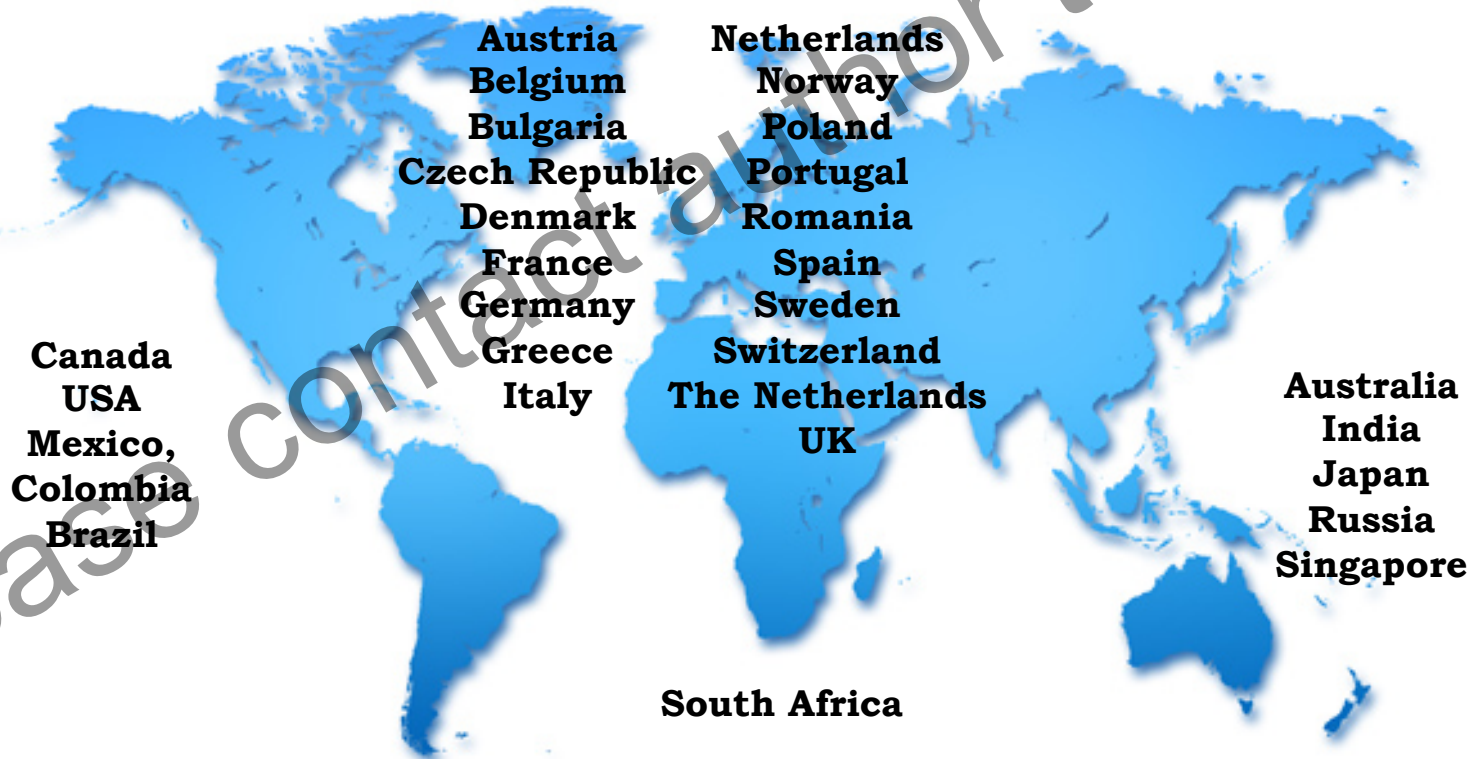 Austria
Belgium
Bulgaria
Czech Republic
Denmark
France
Germany
Greece
Italy
Netherlands
Norway
Poland
Portugal
Romania
Spain
Sweden
Switzerland
The Netherlands
UK
Canada
USA
Mexico,
Colombia
Brazil
Australia
India
Japan
Russia
Singapore
South Africa
contact author